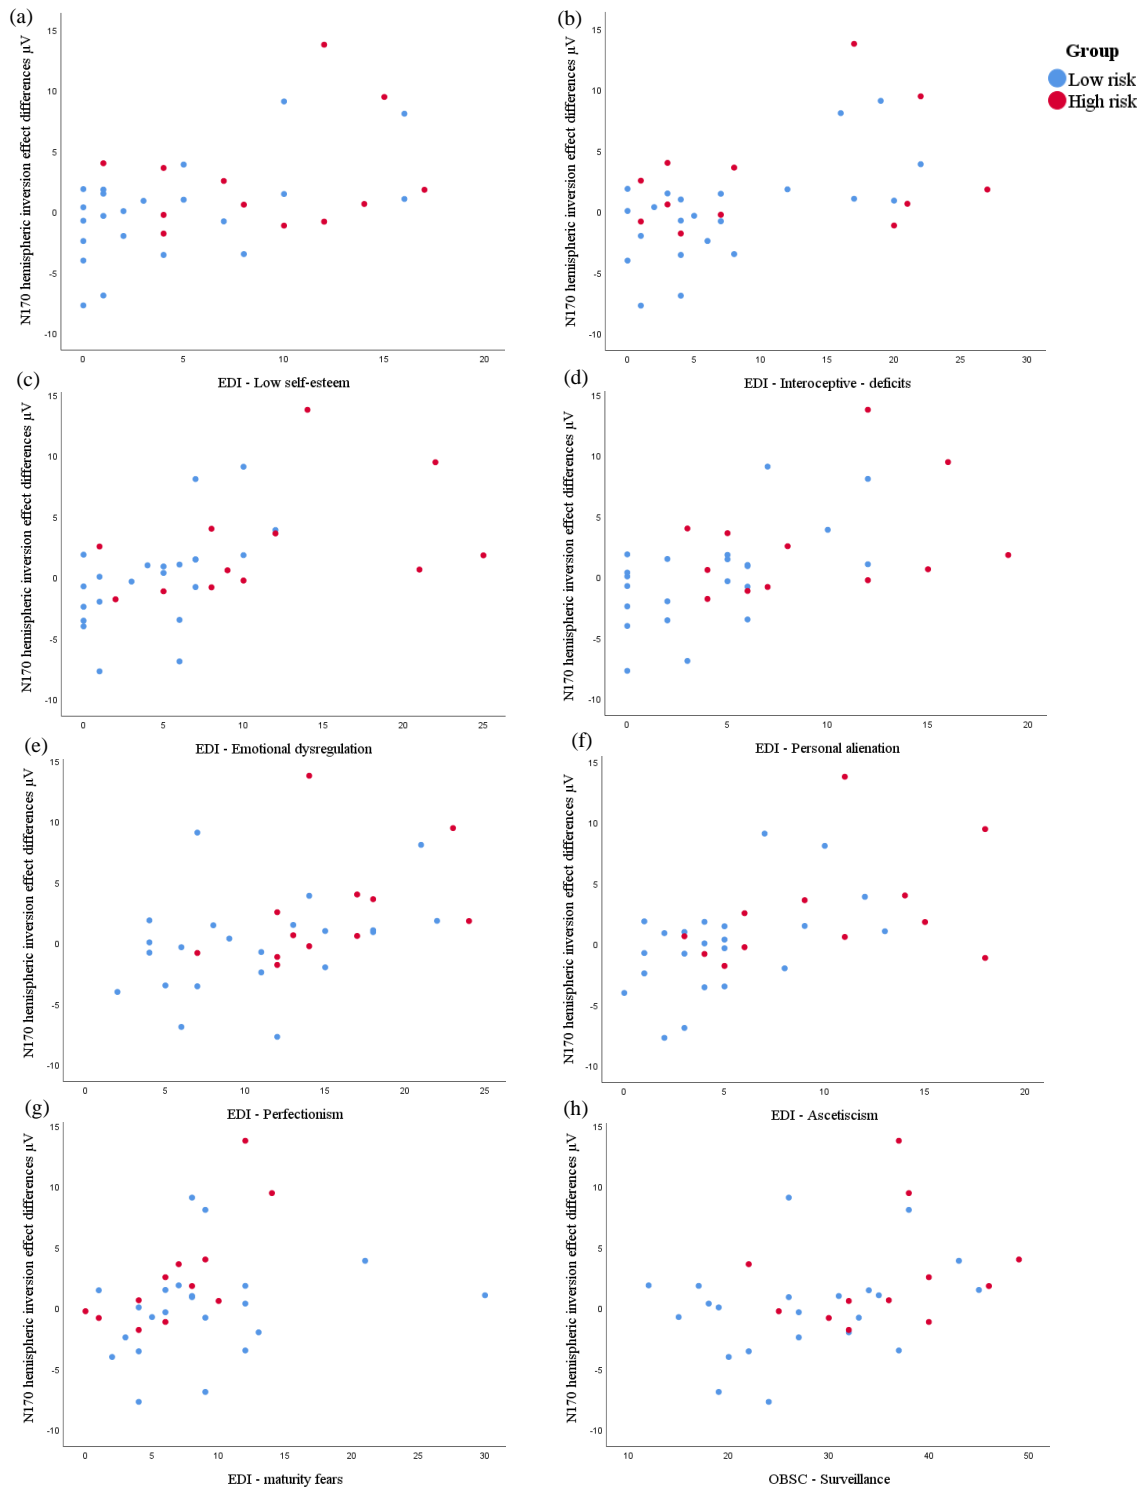 (a)
N170 hemispheric inversion effect differences µV
15
10
5
0
-5
-10
0 5 10 15 20
EDI - Low self-esteem
(b)
N170 hemispheric inversion effect differences µV
15
10
5
0
-5
-10
0 5 10 15 20 25 30
EDI - Interoceptive - deficits
Group
Low risk
High risk
(c)
N170 hemispheric inversion effect differences µV
15
10
5
0
-5
-10
0 5 10 15 20 25
EDI - Emotional dysregulation
(d)
N170 hemispheric inversion effect differences µV
15
10
5
0
-5
-10
0 5 10 15 20
EDI - Personal alienation
(e)
N170 hemispheric inversion effect differences µV
15
10
5
0
-5
-10
0 5 10 15 20 25
EDI - Perfectionism
(f)
N170 hemispheric inversion effect differences µV
15
10
5
0
-5
-10
0 5 10 15 20
EDI - Ascetiscism
(g)
N170 hemispheric inversion effect differences µV
15
10
5
0
-5
-10
0 5 10 15 20 25 30
EDI - maturity fears
(h)
N170 hemispheric inversion effect differences µV
15
10
5
0
-5
-10
10 20 30 40 50
OBSC - Surveillance